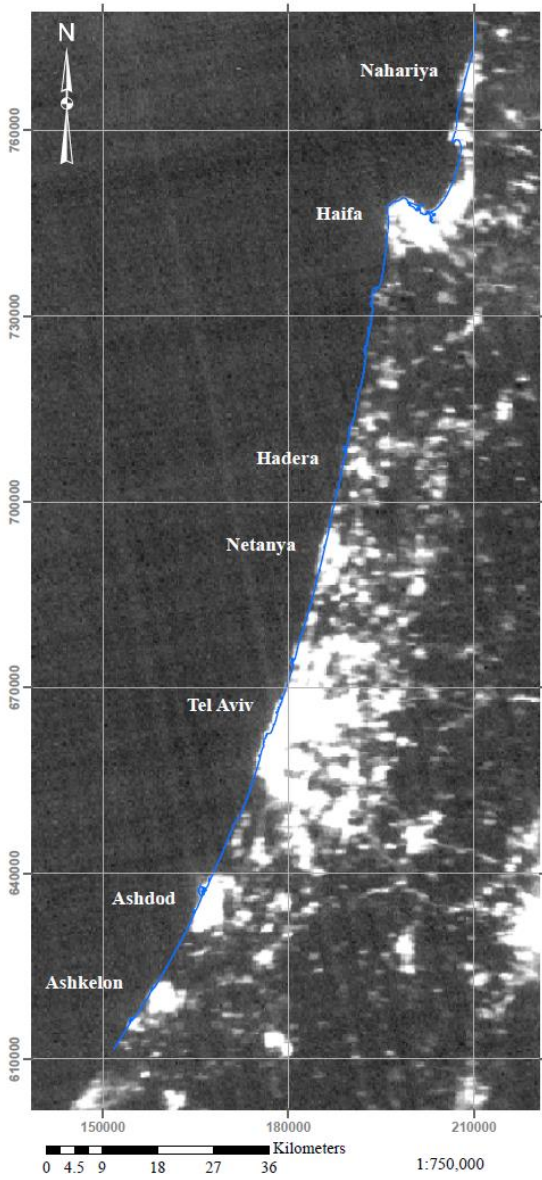 N
Nahariya
760000
Haifa
730000
Hadera
700000
Netanya
670000
Tel Aviv
640000
Ashdod
Ashkelon
610000
150000 180000 210000
Kilometers
0 4.5 9 18 27 36
1:750,000